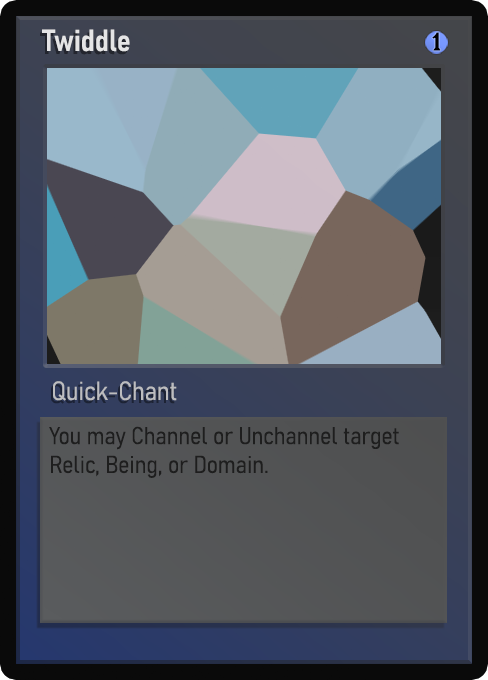 Twiddle 1
Quick-Chant
You may Channel or Unchannel target
Relic, Being, or Domain.